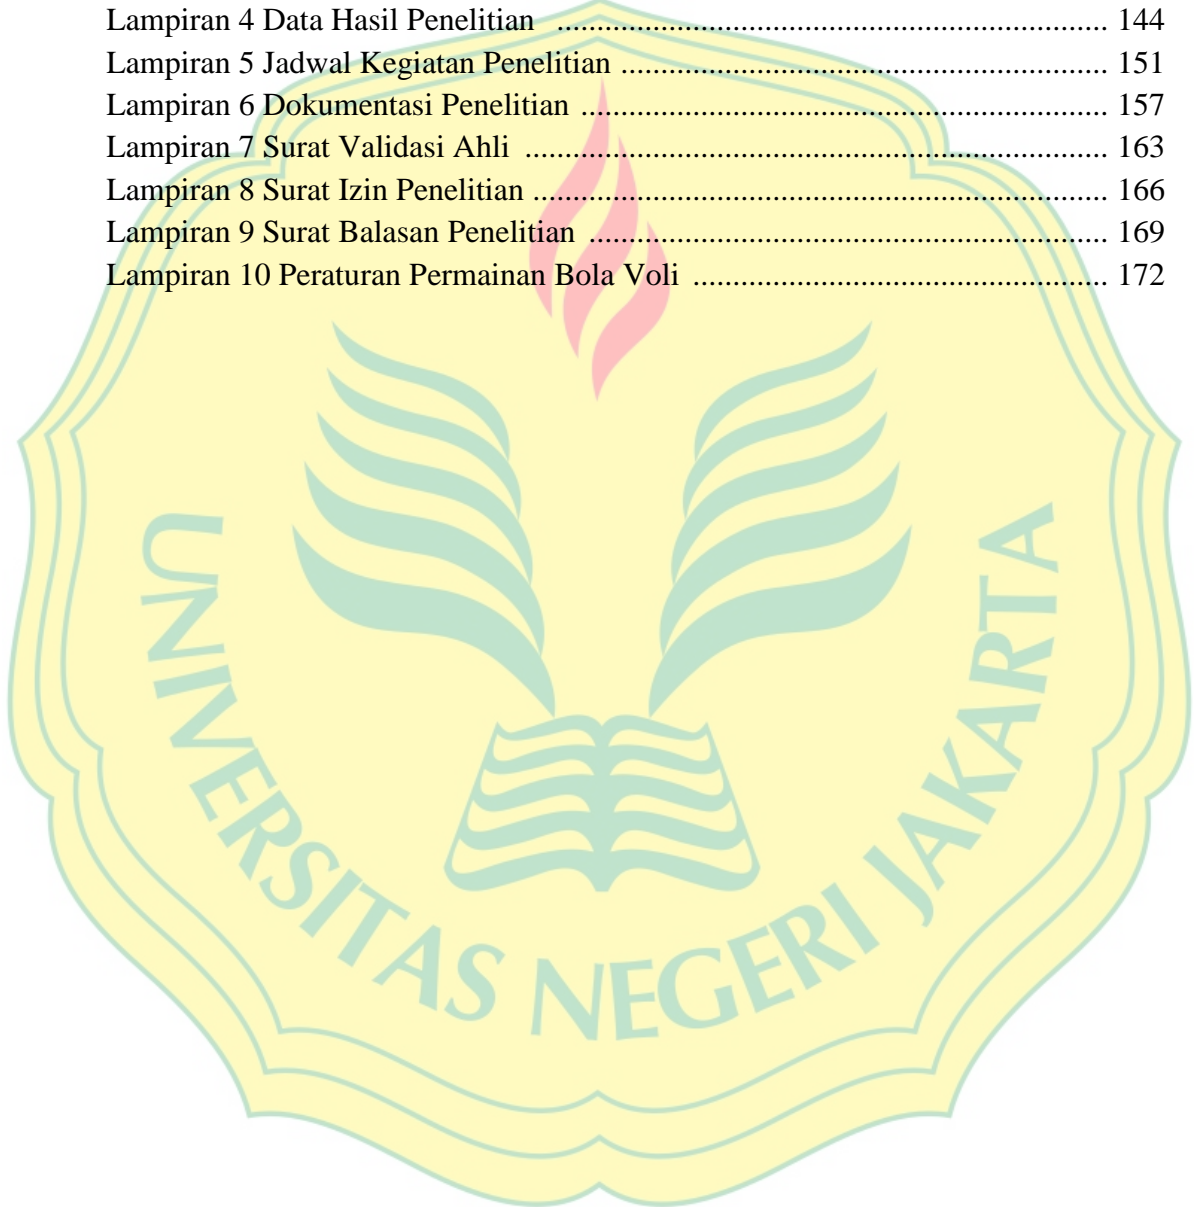 Lampiran 4 Data Hasil Penelitian ..................................................................... 144
Lampiran 5 Jadwal Kegiatan Penelitian ............................................................. 151
Lampiran 6 Dokumentasi Penelitian .................................................................. 157
Lampiran 7 Surat Validasi Ahli ......................................................................... 163
Lampiran 8 Surat Izin Penelitian ........................................................................ 166
Lampiran 9 Surat Balasan Penelitian ................................................................. 169
Lampiran 10 Peraturan Permainan Bola Voli .................................................... 172
UNIVERSITAS NEGERI JAKARTA